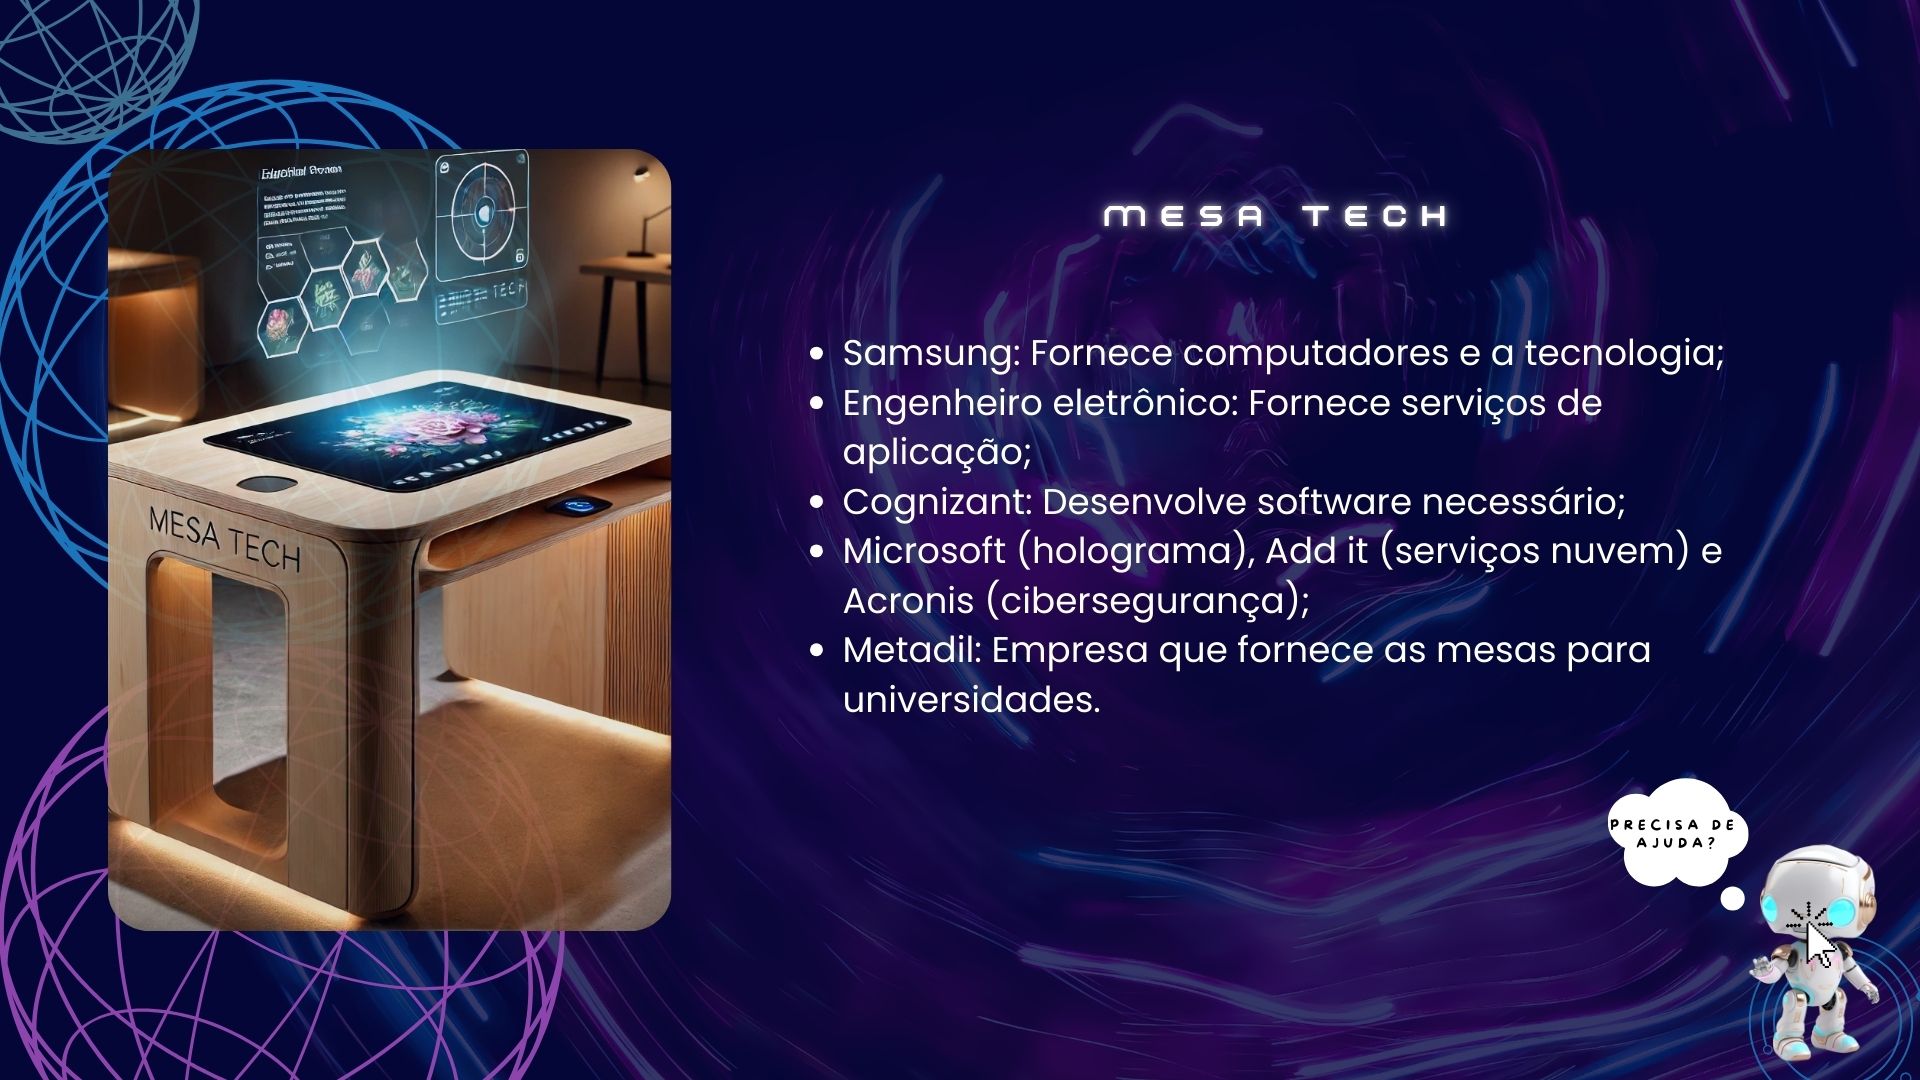 MESA TECH
Samsung: Fornece computadores e a tecnologia;
Engenheiro eletrônico: Fornece serviços de
aplicação;
Cognizant: Desenvolve software necessário;
Microsoft (holograma), Add it (serviços nuvem) e
Acronis (cibersegurança);
Metadil: Empresa que fornece as mesas para
universidades.
MESA TECH
PRECISA DE
AJUDA?